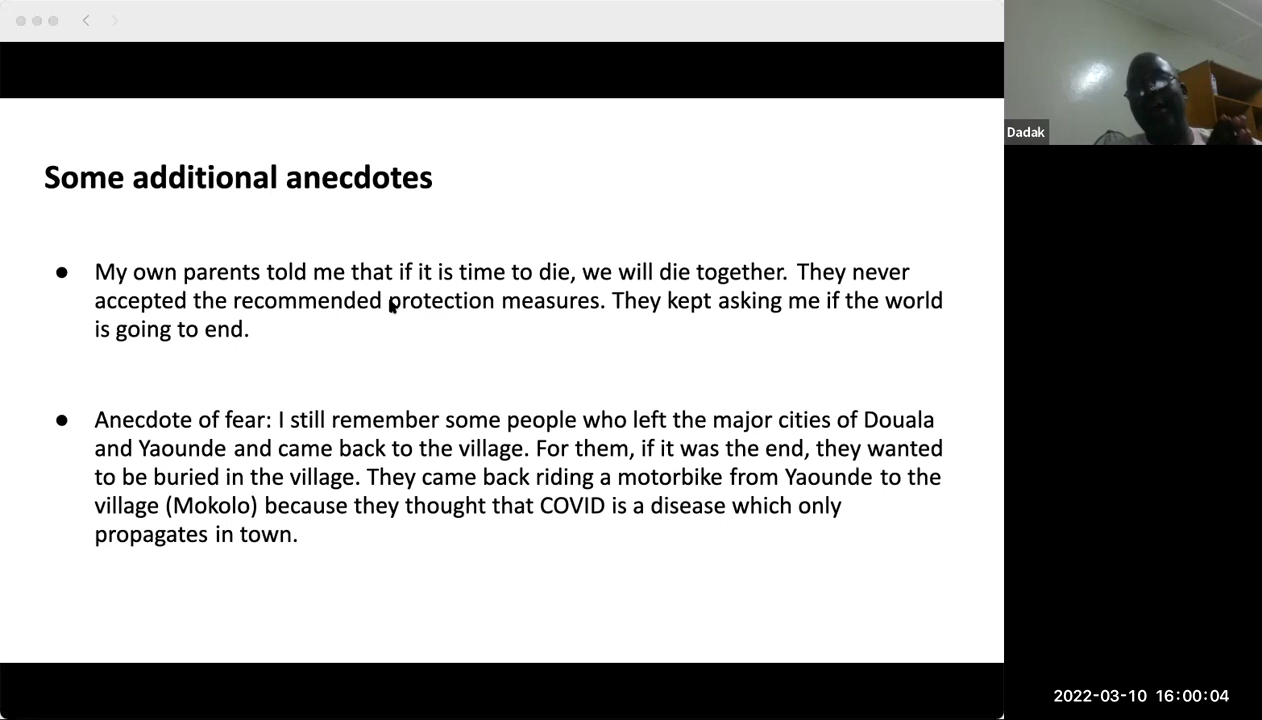 Some additional anecdotes
● My own parents told me that if it is time to die, we will die together. They never
accepted the recommended protection measures. They kept asking me if the world
is going to end.
● Anecdote of fear: I still remember some people who left the major cities of Douala
and Yaounde and came back to the village. For them, if it was the end, they wanted
to be buried in the village. They came back riding a motorbike from Yaounde to the
village (Mokolo) because they thought that COVID is a disease which only
propagates in town.
Dadak
2022-03-10 16:00:04